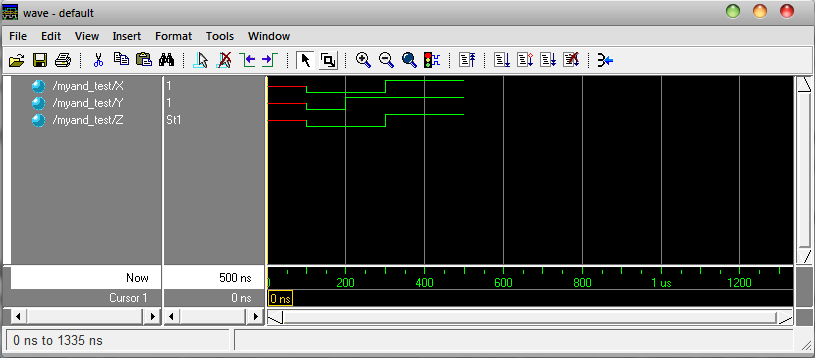 wave - default
File Edit View Insert Format Tools Window
/myand_test/X 1
/myand_test/Y 1
/myand_test/Z St1
Now 500 ns 0 200 400 600 800 1 us 1200
Cursor 1 0 ns 0 ns
0 ns to 1335 ns